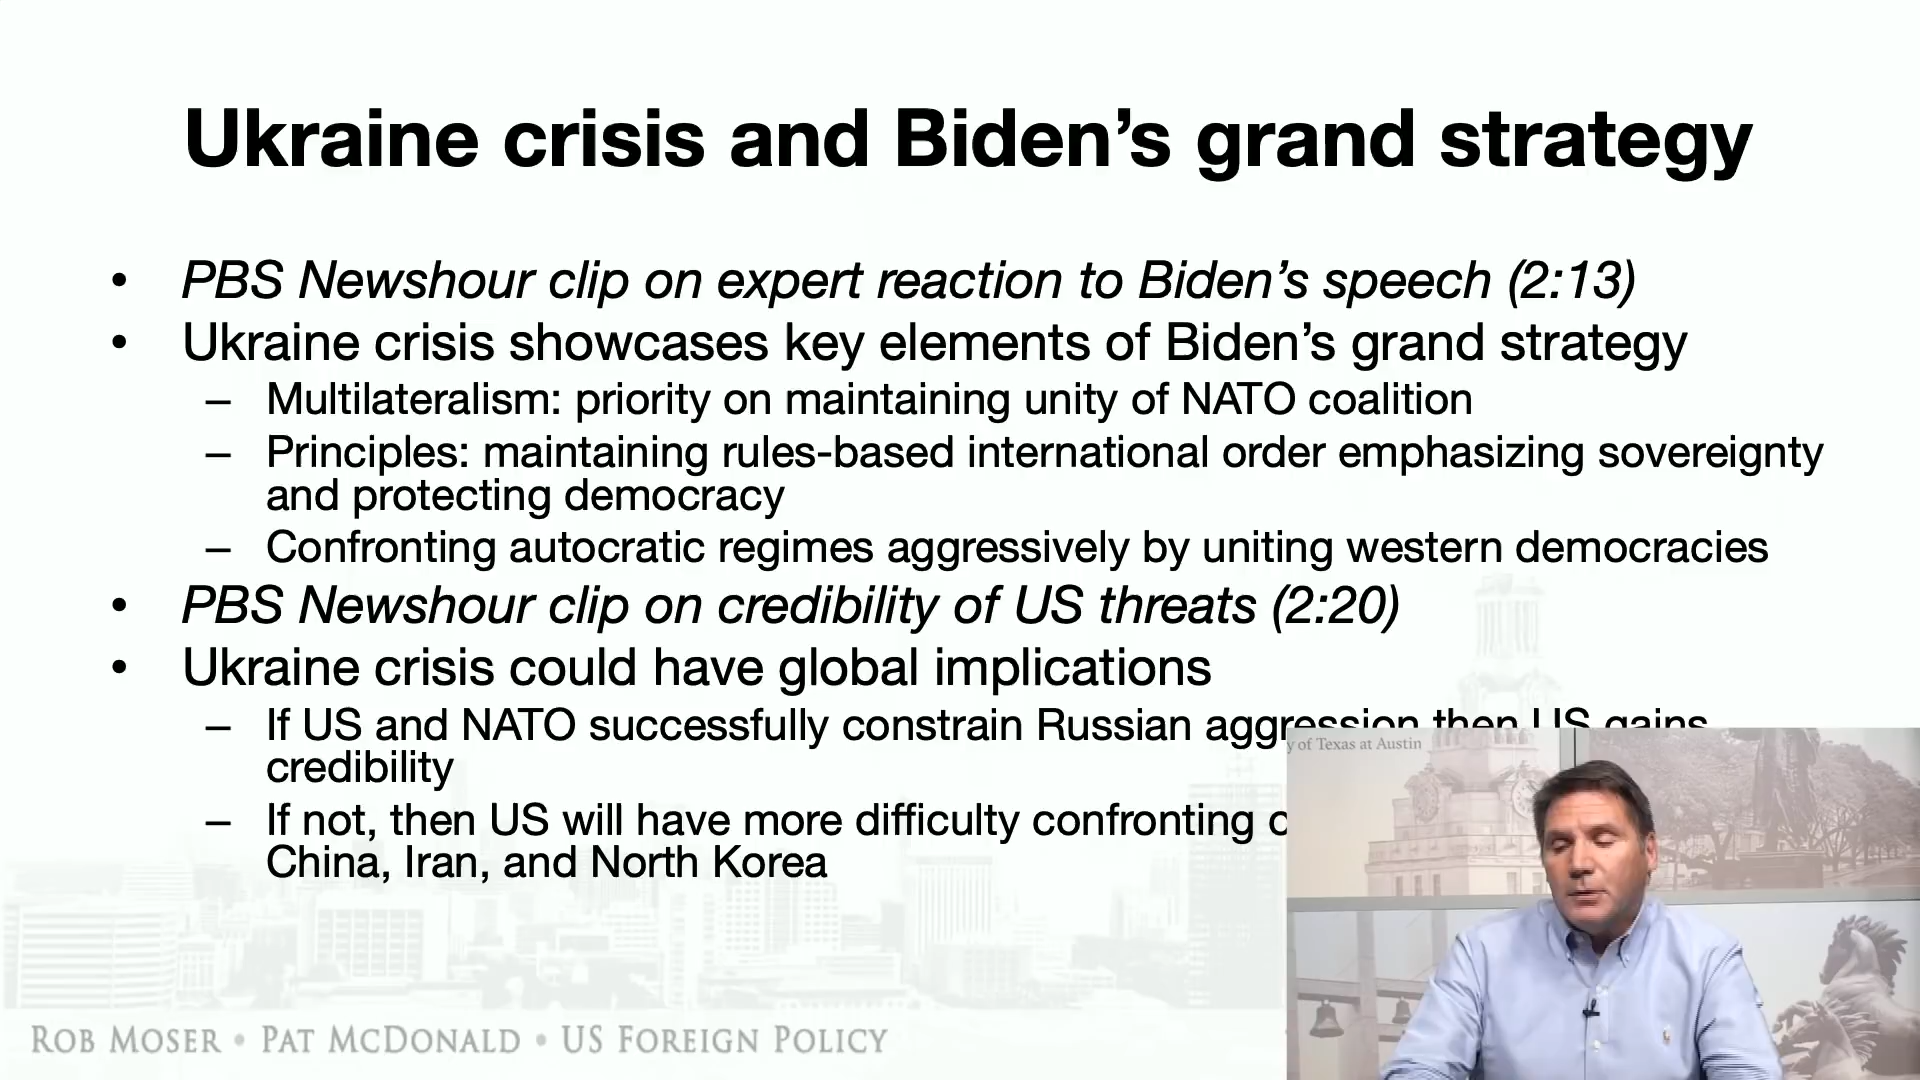 Ukraine crisis and Biden’s grand strategy
• PBS Newshour clip on expert reaction to Biden’s speech (2:13)
• Ukraine crisis showcases key elements of Biden’s grand strategy
– Multilateralism: priority on maintaining unity of NATO coalition
– Principles: maintaining rules-based international order emphasizing sovereignty
and protecting democracy
– Confronting autocratic regimes aggressively by uniting western democracies
• PBS Newshour clip on credibility of US threats (2:20)
• Ukraine crisis could have global implications
– If US and NATO successfully constrain Russian aggression then US gains
credibility
– If not, then US will have more difficulty confronting
China, Iran, and North Korea
y of Texas at Austin
ROB MOSER • PAT MCDONALD • US FOREIGN POLICY